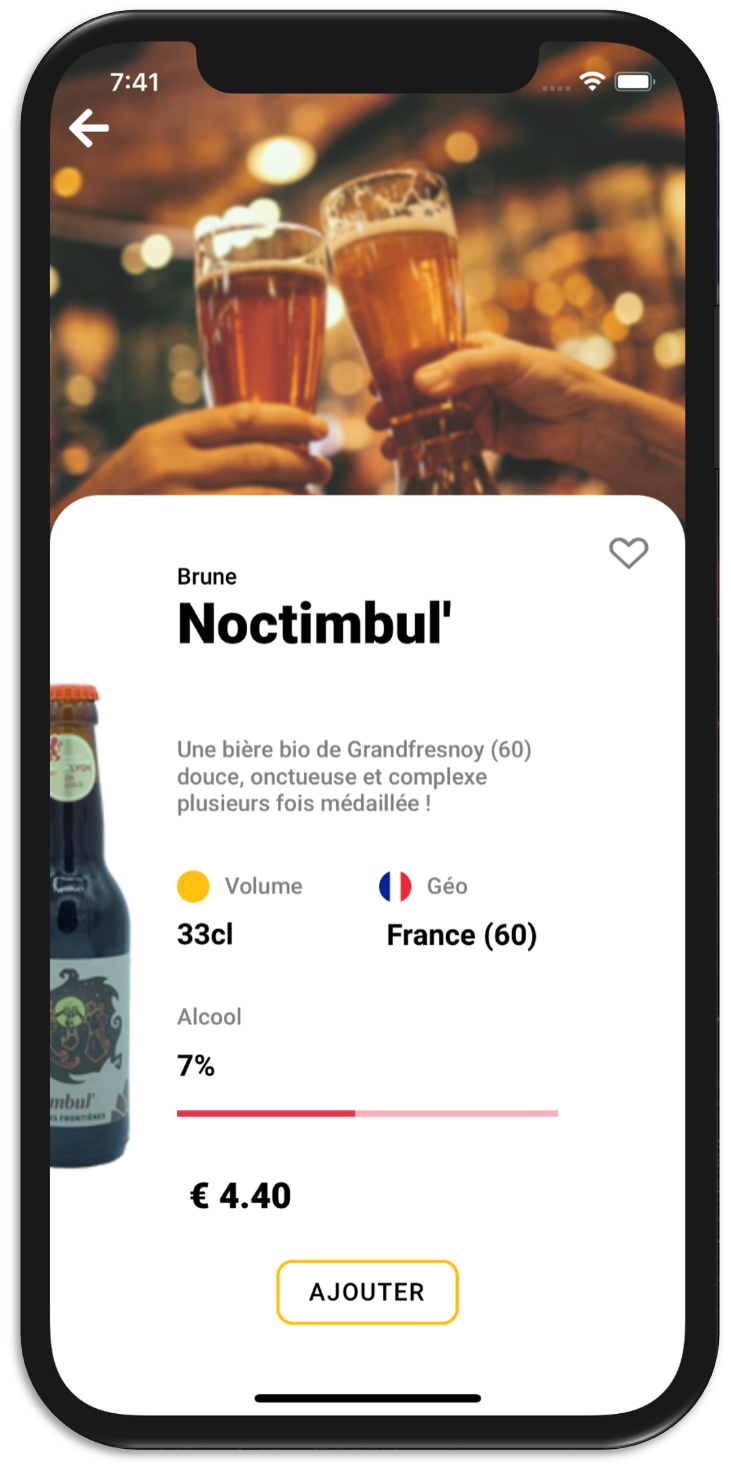 7:41
Brune
Noctimbul'
Une bière bio de Grandfresnoy (60)
douce, onctueuse et complexe
plusieurs fois médaillée !
Volume
Géo
33cl
France (60)
Alcool
7%
LYON
mbul'
FRONTIÈRES
€ 4.40
AJOUTER